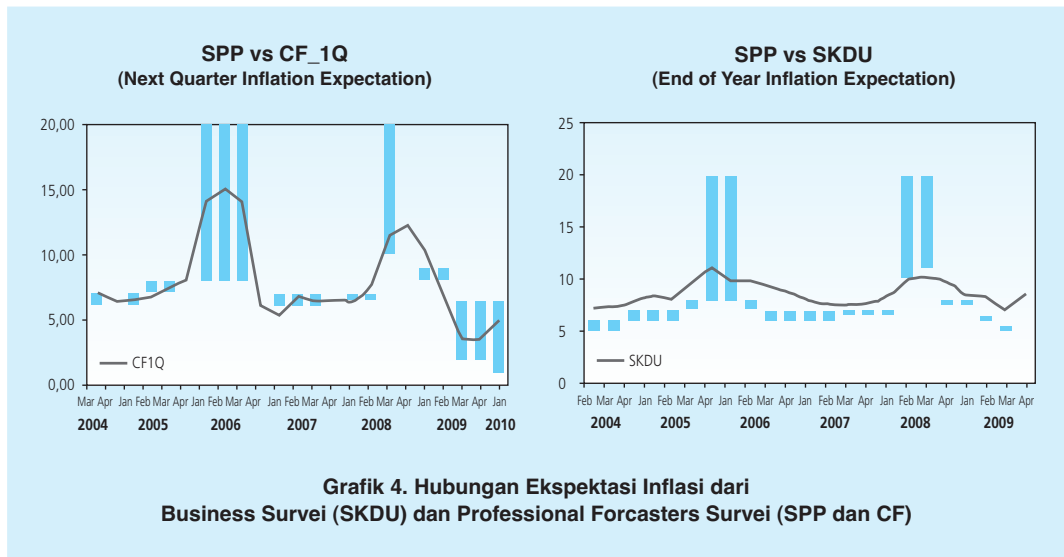 SPP vs CF_1Q
(Next Quarter Inflation Expectation)
20,00
15,00
10,00
5,00
0,00
CF1Q
Mar Apr Jan Feb Mar Apr Jan Feb Mar Apr Jan Feb Mar Apr Jan Feb Mar Apr Jan Feb Mar Apr Jan
2004 2005 2006 2007 2008 2009 2010
SPP vs SKDU
(End of Year Inflation Expectation)
25
20
15
10
5
0
SKDU
Feb Mar Apr Jan Feb Mar Apr Jan Feb Mar Apr Jan Feb Mar Apr Jan Feb Mar Apr Jan Feb Mar Apr
2004 2005 2006 2007 2008 2009
Grafik 4. Hubungan Ekspektasi Inflasi dari
Business Survei (SKDU) dan Professional Forcasters Survei (SPP dan CF)